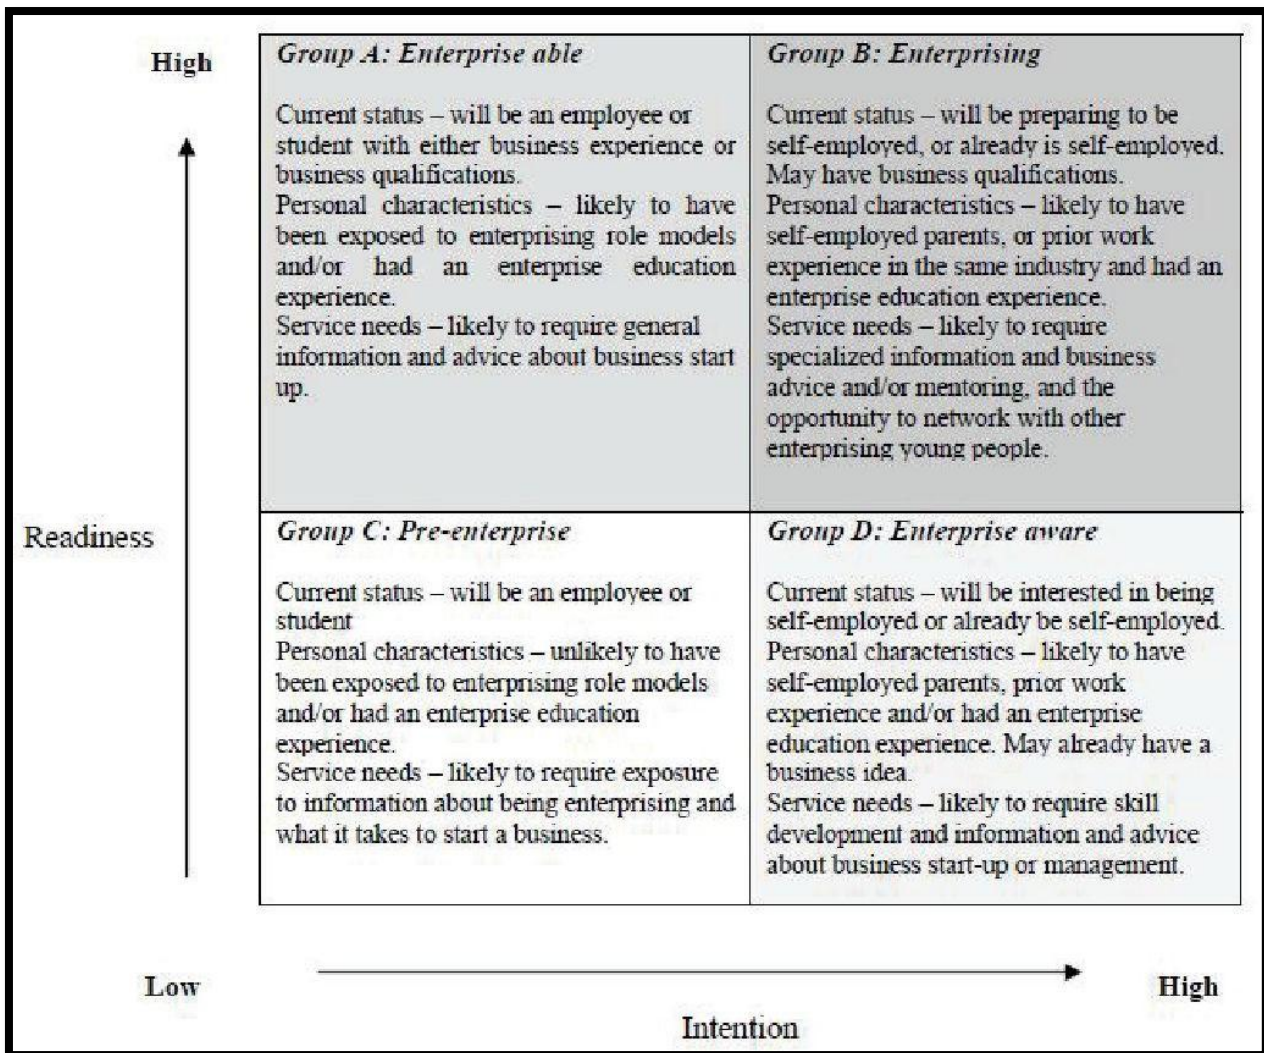 High
Group A: Enterprise able
Current status – will be an employee or
student with either business experience or
business qualifications.
Personal characteristics – likely to have
been exposed to enterprising role models
and/or had an enterprise education
experience.
Service needs – likely to require general
information and advice about business start
up.
Group B: Enterprising
Current status – will be preparing to be
self-employed, or already is self-employed.
May have business qualifications.
Personal characteristics – likely to have
self-employed parents, or prior work
experience in the same industry and had an
enterprise education experience.
Service needs – likely to require
specialized information and business
advice and/or mentoring, and the
opportunity to network with other
enterprising young people.
Readiness
Group C: Pre-enterprise
Current status – will be an employee or
student
Personal characteristics – unlikely to have
been exposed to enterprising role models
and/or had an enterprise education
experience.
Service needs – likely to require exposure
to information about being enterprising and
what it takes to start a business.
Group D: Enterprise aware
Current status – will be interested in being
self-employed or already be self-employed.
Personal characteristics – likely to have
self-employed parents, prior work
experience and/or had an enterprise
education experience. May already have a
business idea.
Service needs – likely to require skill
development and information and advice
about business start-up or management.
Low
High
Intention